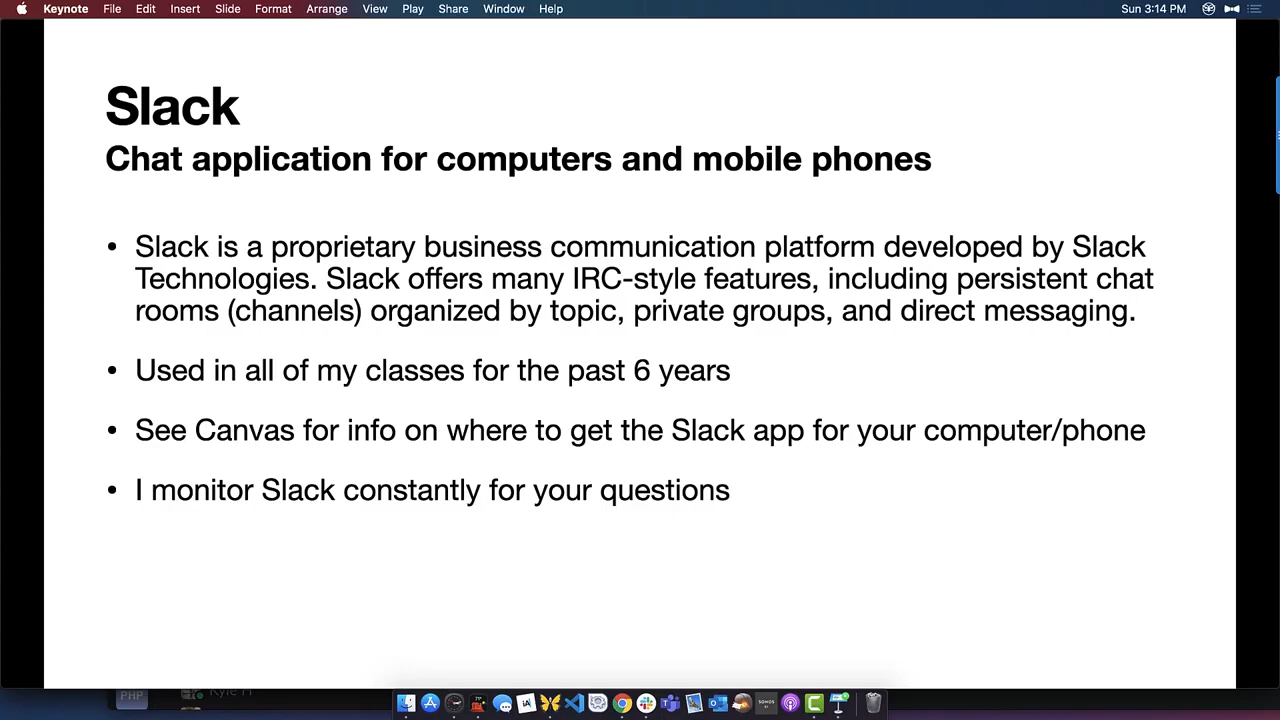 Keynote File Edit Insert Slide Format Arrange View Play Share Window Help Sun 3:14 PM
Slack
Chat application for computers and mobile phones
• Slack is a proprietary business communication platform developed by Slack
Technologies. Slack offers many IRC-style features, including persistent chat
rooms (channels) organized by topic, private groups, and direct messaging.
• Used in all of my classes for the past 6 years
• See Canvas for info on where to get the Slack app for your computer/phone
• I monitor Slack constantly for your questions
PHP Kyle H
iA SONOS